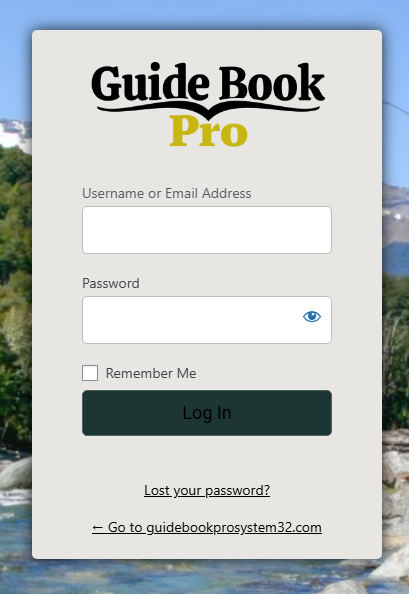 Guide Book
Pro
Username or Email Address
Password
Remember Me
Log In
Lost your password?
← Go to guidebookprosystem32.com